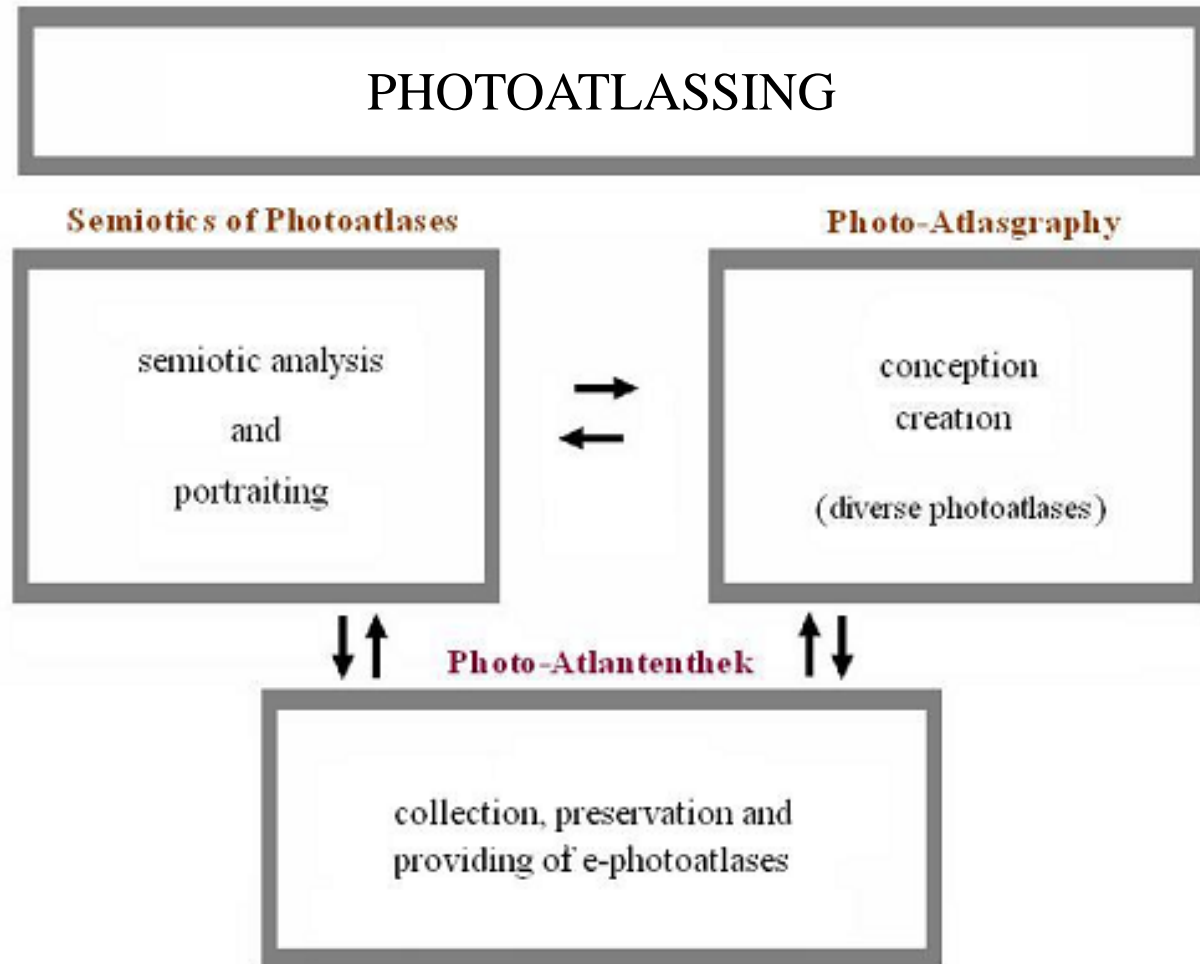 PHOTOATLASSING
Semiotics of Photoatlases
Photo-Atlasgraphy
semiotic analysis
and
portraiting
conception
creation
(diverse photoatlases)
Photo-Atlantenthek
collection, preservation and
providing of e-photoatlases